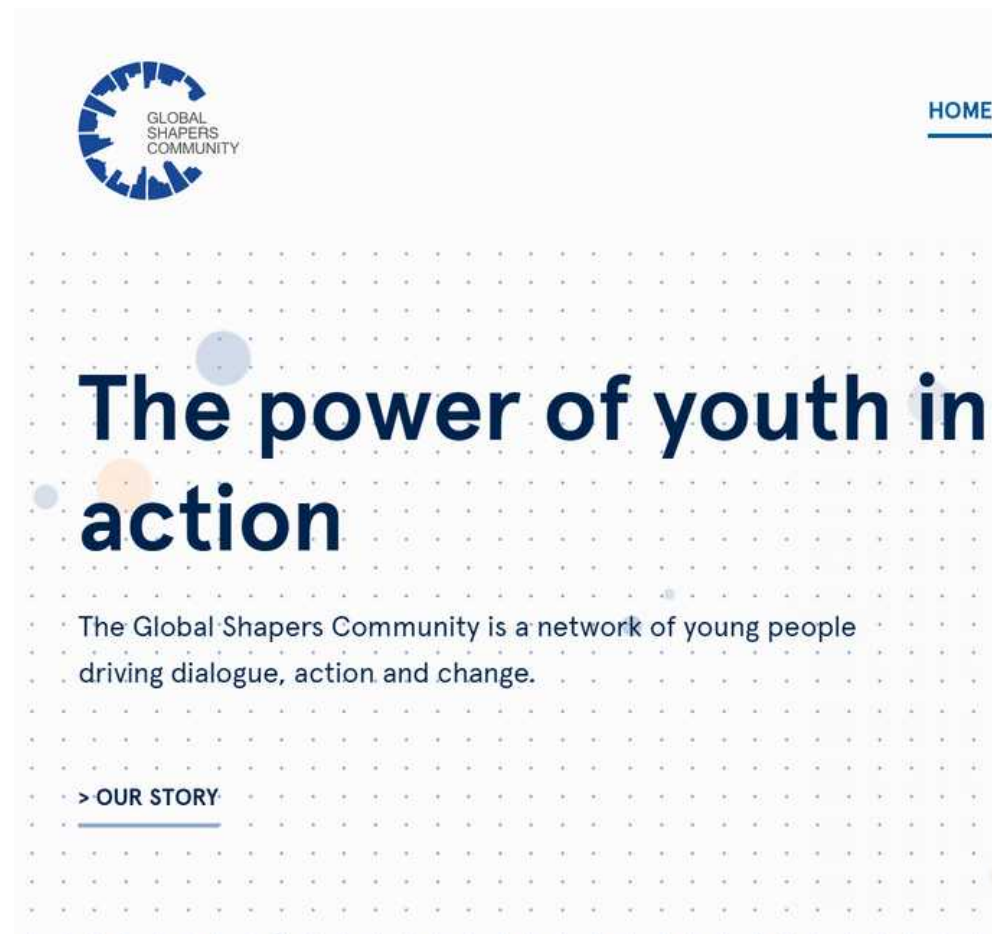 GLOBAL
SHAPERS
COMMUNITY
HOME
The power of youth in
action
The Global Shapers Community is a network of young people
driving dialogue, action and change.
> OUR STORY